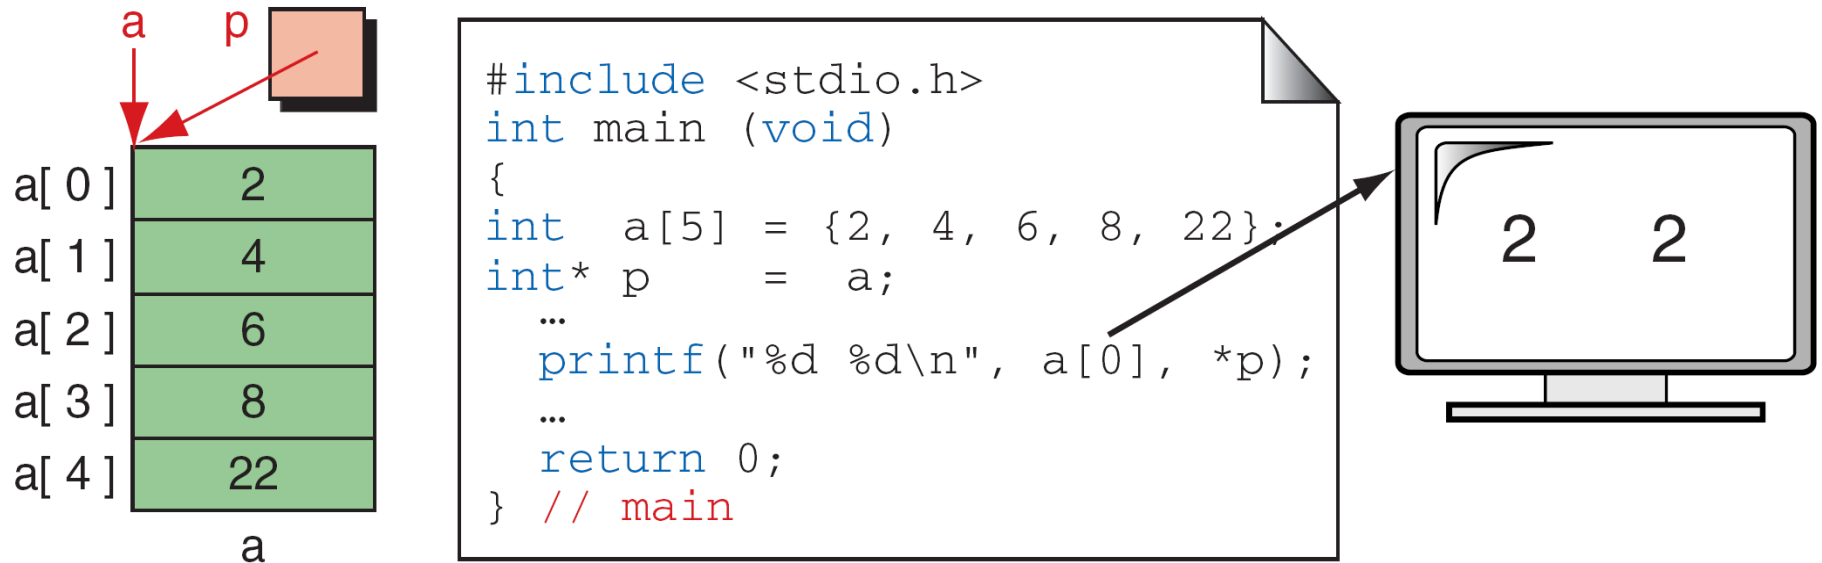 a p
a[ 0 ] 2
a[ 1 ] 4
a[ 2 ] 6
a[ 3 ] 8
a[ 4 ] 22
a
#include <stdio.h>
int main (void)
{
int a[5] = {2, 4, 6, 8, 22};
int* p = a;
…
printf("%d %d\n", a[0], *p);
…
return 0;
} // main
2 2